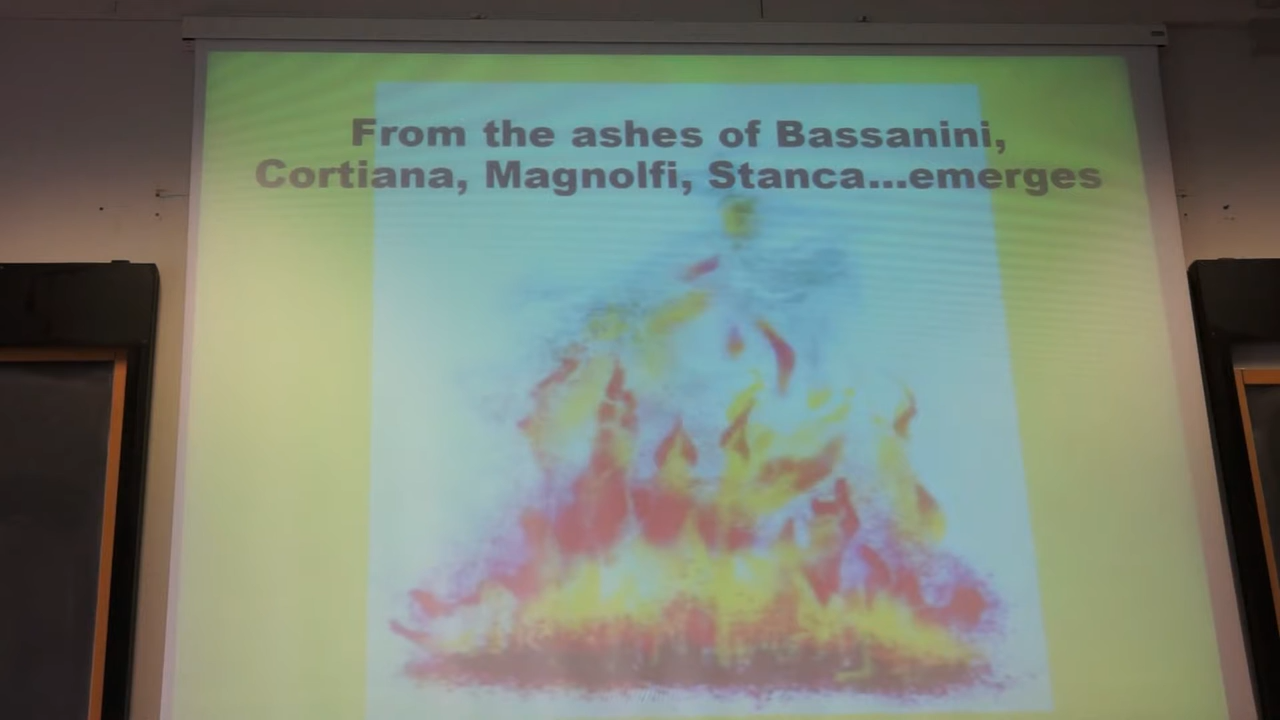 From the ashes of Bassanini,
Cortiana, Magnolfi, Stanca...emerges